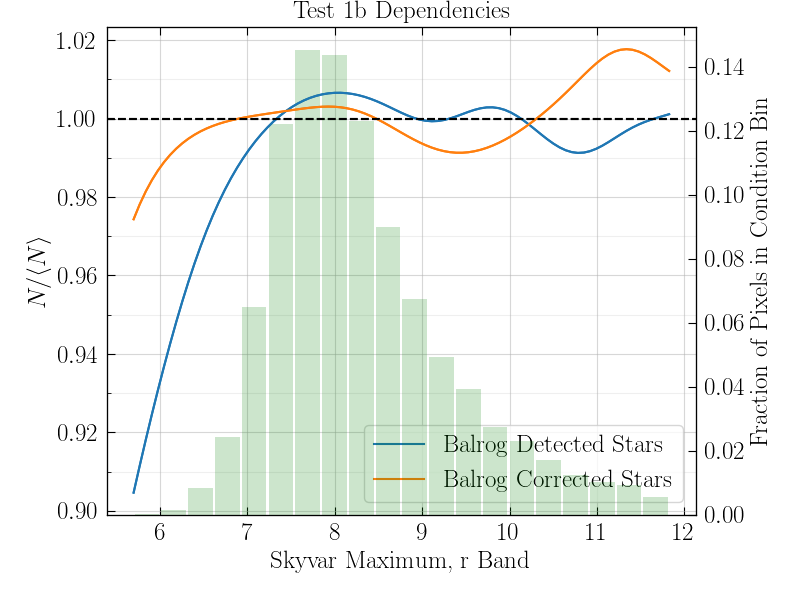 Test 1b Dependencies
1.02
1.00
0.98
0.96
0.94
0.92
0.90
N/⟨N⟩
0.14
0.12
0.10
0.08
0.06
0.04
0.02
0.00
Fraction of Pixels in Condition Bin
Balrog Detected Stars
Balrog Corrected Stars
6 7 8 9 10 11 12
Skyvar Maximum, r Band